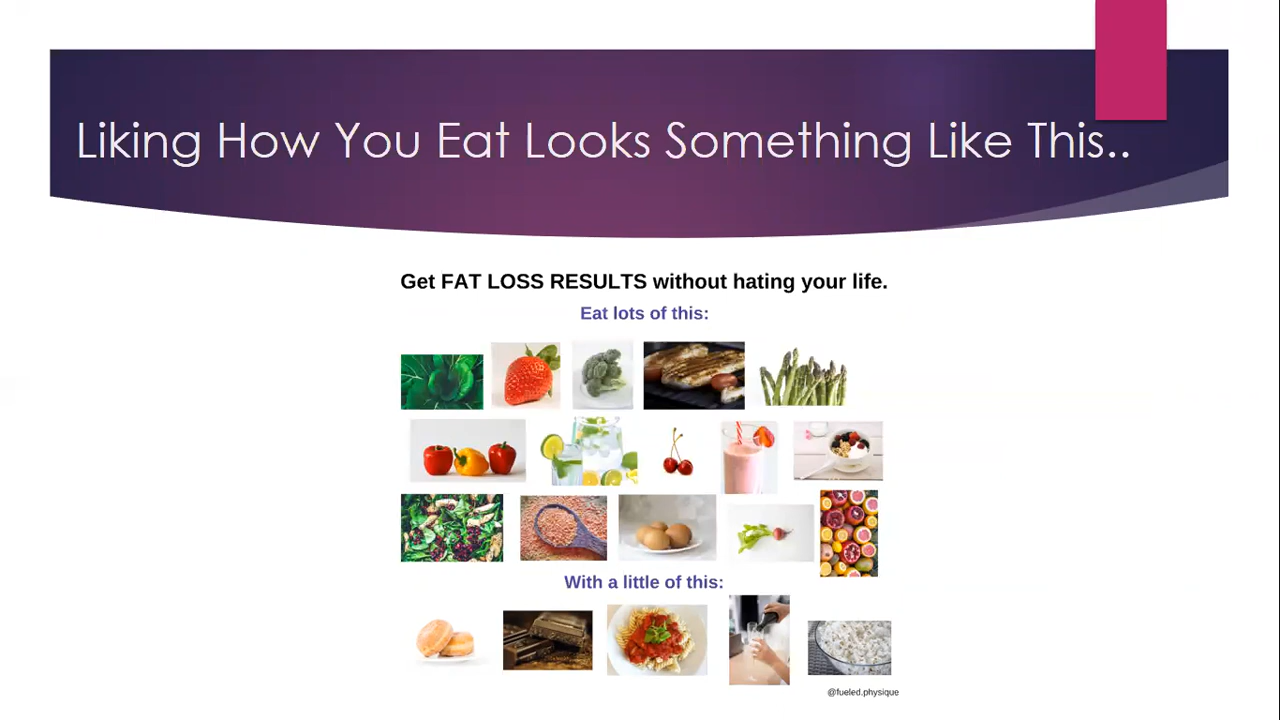 Liking How You Eat Looks Something Like This..
Get FAT LOSS RESULTS without hating your life.
Eat lots of this:
With a little of this:
@fueled.physique